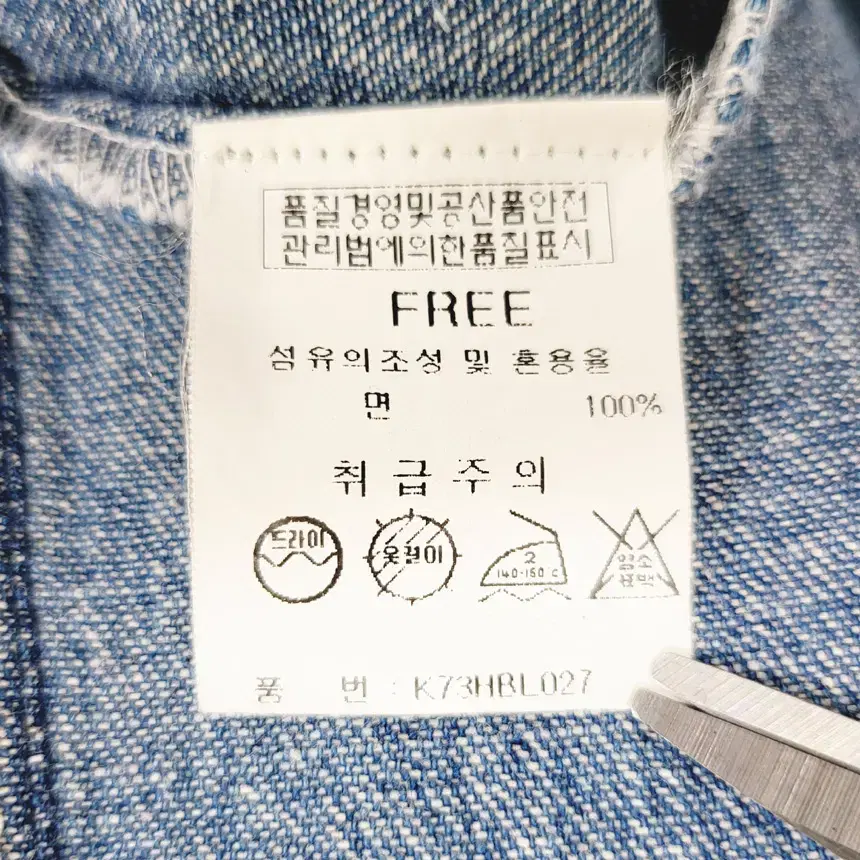 품질경영및공산품안전
관리법에의한품질표시
FREE
섬유의조성 및 혼용율
면 100%
취급주의
드라이 옷걸이 2 염소
140-160℃ 표백
품 번 : K73HBL027